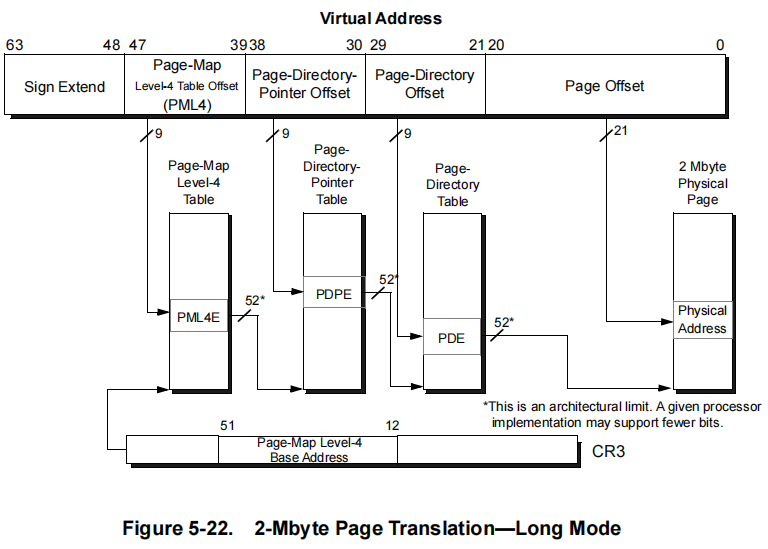 Virtual Address
63 48 47 39 38 30 29 21 20 0
Sign Extend
Page-Map
Level-4 Table Offset
(PML4)
Page-Directory-
Pointer Offset
Page-Directory
Offset
Page Offset
9 9 9 21
Page-Map
Level-4
Table
Page-
Directory-
Pointer
Table
Page-
Directory
Table
2 Mbyte
Physical
Page
PML4E
52*
PDPE
52*
PDE
52*
Physical
Address
*This is an architectural limit. A given processor
implementation may support fewer bits.
51 12
Page-Map Level-4
Base Address
CR3
Figure 5-22. 2-Mbyte Page Translation—Long Mode